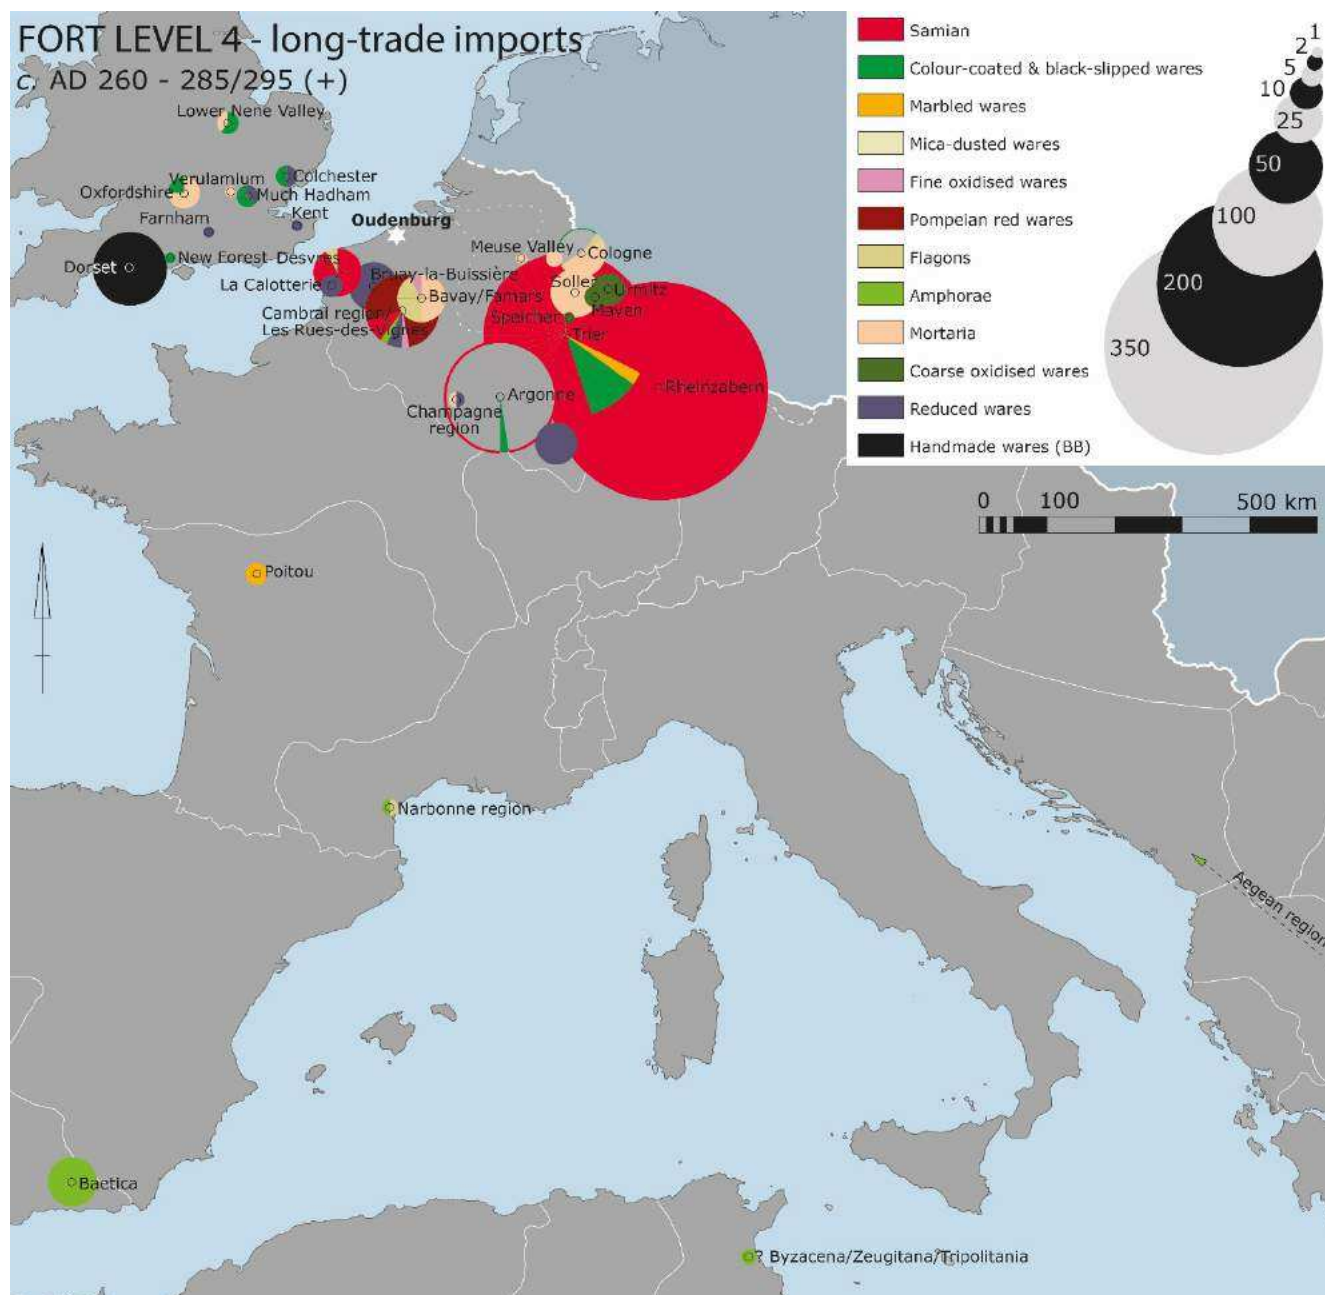 FORT LEVEL 4 - long-trade imports
c. AD 260 - 285/295 (+)
Samian
Colour-coated & black-slipped wares
Marbled wares
Mica-dusted wares
Fine oxidised wares
Pompeian red wares
Flagons
Amphorae
Mortaria
Coarse oxidised wares
Reduced wares
Handmade wares (BB)
1
2
5
10
25
50
100
200
350
0 100 500 km
Lower Nene Valley
Verulamium
Colchester
Oxfordshire
Much Hadham
Farnham
Kent
Oudenburg
Dorset
New Forest
Desvres
La Calotterie
Bruay-la-Buissière
Bavay/Famars
Cambrai region/
Les Rues-des-Vignes
Meuse Valley
Cologne
Soller
Urmitz
Mayen
Speicher
Trier
Rheinzabern
Argonne
Champagne
region
Poitou
Narbonne region
Aegean region
Baetica
? Byzacena/Zeugitana/Tripolitania